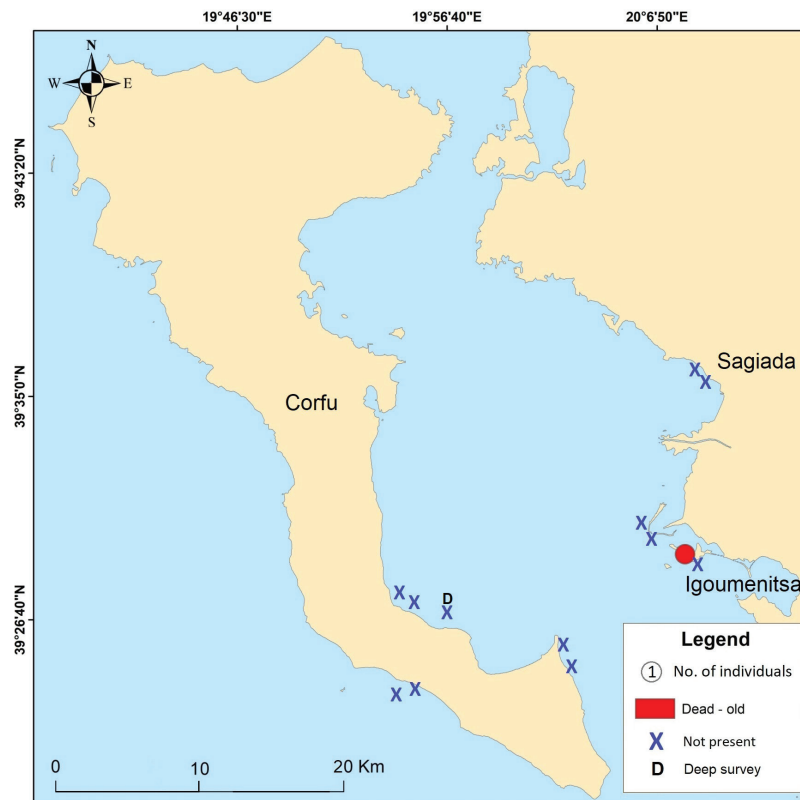 19°46'30"E 19°56'40"E 20°6'50"E
N
W E
S
39°43'20"N
Sagiada
39°35'0"N
Corfu
X
X
X
X
X
Igoumenitsa
D
X
X
X
39°26'40"N
X
X
X
X
Legend
1 No. of individuals
Dead - old
X Not present
D Deep survey
0 10 20 Km